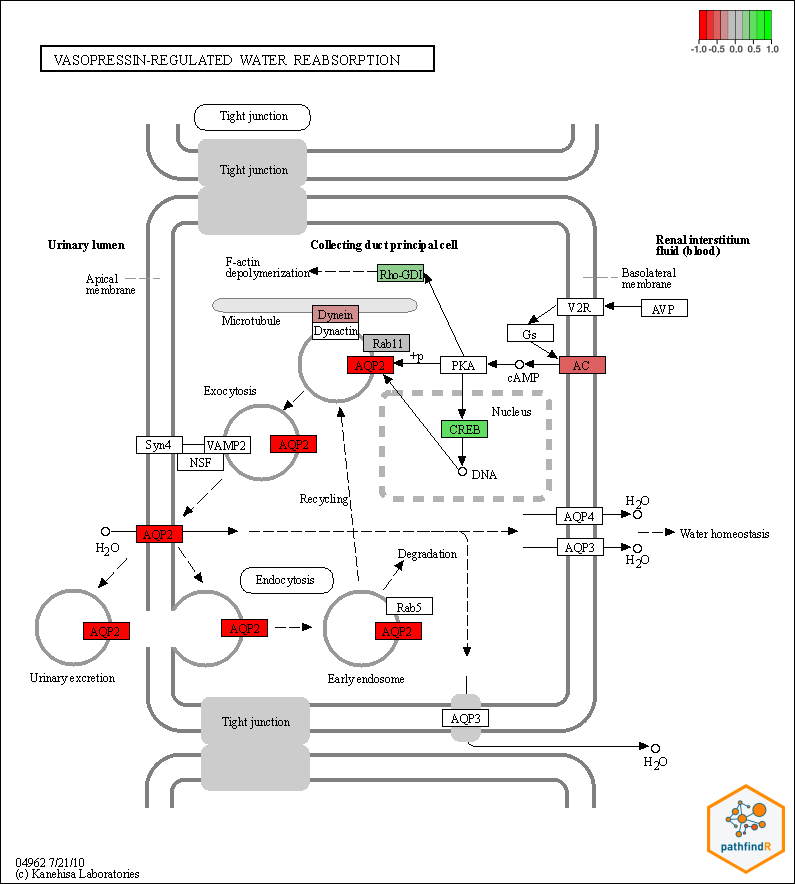 -1.0 -0.5 0.0 0.5 1.0
VASOPRESSIN-REGULATED WATER REABSORPTION
Tight junction
Tight junction
Urinary lumen
Collecting duct principal cell
Renal interstitium
fluid (blood)
Apical
membrane
F-actin
depolymerization
Rho-GDI
Basolateral
membrane
Microtubule
Dynein
Dynactin
V2R
AVP
Gs
Rab11
+p
AQP2
PKA
cAMP
AC
Exocytosis
Nucleus
CREB
Syn4
VAMP2
AQP2
NSF
DNA
Recycling
H2O
AQP4
AQP2
H2O
Water homeostasis
AQP3
H2O
Degradation
Endocytosis
Rab5
AQP2
AQP2
AQP2
Urinary excretion
Early endosome
Tight junction
AQP3
H2O
pathfindR
04962 7/21/10
(c) Kanehisa Laboratories